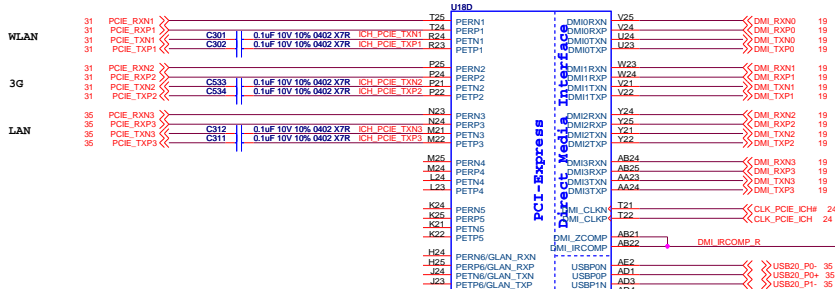 U18D
WLAN
31 PCIE_RXN1 T25 PERN1 DMI0RXN V25 DMI_RXN0 19
31 PCIE_RXP1 T24 PERP1 DMI0RXP V24 DMI_RXP0 19
31 PCIE_TXN1 C301 0.1uF 10V 10% 0402 X7R ICH_PCIE_TXN1 R24 PETN1 DMI0TXN U24 DMI_TXN0 19
31 PCIE_TXP1 C302 0.1uF 10V 10% 0402 X7R ICH_PCIE_TXP1 R23 PETP1 DMI0TXP U23 DMI_TXP0 19
3G
31 PCIE_RXN2 P25 PERN2 DMI1RXN W23 DMI_RXN1 19
31 PCIE_RXP2 P24 PERP2 DMI1RXP W24 DMI_RXP1 19
31 PCIE_TXN2 C533 0.1uF 10V 10% 0402 X7R ICH_PCIE_TXN2 P21 PETN2 DMI1TXN V21 DMI_TXN1 19
31 PCIE_TXP2 C534 0.1uF 10V 10% 0402 X7R ICH_PCIE_TXP2 P22 PETP2 DMI1TXP V22 DMI_TXP1 19
LAN
35 PCIE_RXN3 N23 PERN3 DMI2RXN Y24 DMI_RXN2 19
35 PCIE_RXP3 N24 PERP3 DMI2RXP Y25 DMI_RXP2 19
35 PCIE_TXN3 C312 0.1uF 10V 10% 0402 X7R ICH_PCIE_TXN3 M21 PETN3 DMI2TXN Y21 DMI_TXN2 19
35 PCIE_TXP3 C311 0.1uF 10V 10% 0402 X7R ICH_PCIE_TXP3 M22 PETP3 DMI2TXP Y22 DMI_TXP2 19
M25 PERN4 DMI3RXN AB24 DMI_RXN3 19
M24 PERP4 DMI3RXP AB25 DMI_RXP3 19
L24 PETN4 DMI3TXN AA23 DMI_TXN3 19
L23 PETP4 DMI3TXP AA24 DMI_TXP3 19
K24 PERN5 DMI_CLKN T21 CLK_PCIE_ICH# 24
K25 PERP5 DMI_CLKP T22 CLK_PCIE_ICH 24
K21 PETN5
K22 PETP5 DMI_ZCOMP AB21
DMI_IRCOMP AB22 DMI_IRCOMP_R
H24 PERN6/GLAN_RXN
H25 PERP6/GLAN_RXP USBP0N AE2 USB20_P0- 35
J24 PETN6/GLAN_TXN USBP0P AD1 USB20_P0+ 35
J23 PETP6/GLAN_TXP USBP1N AD3 USB20_P1- 35
PCI-Express
Direct Media Interface